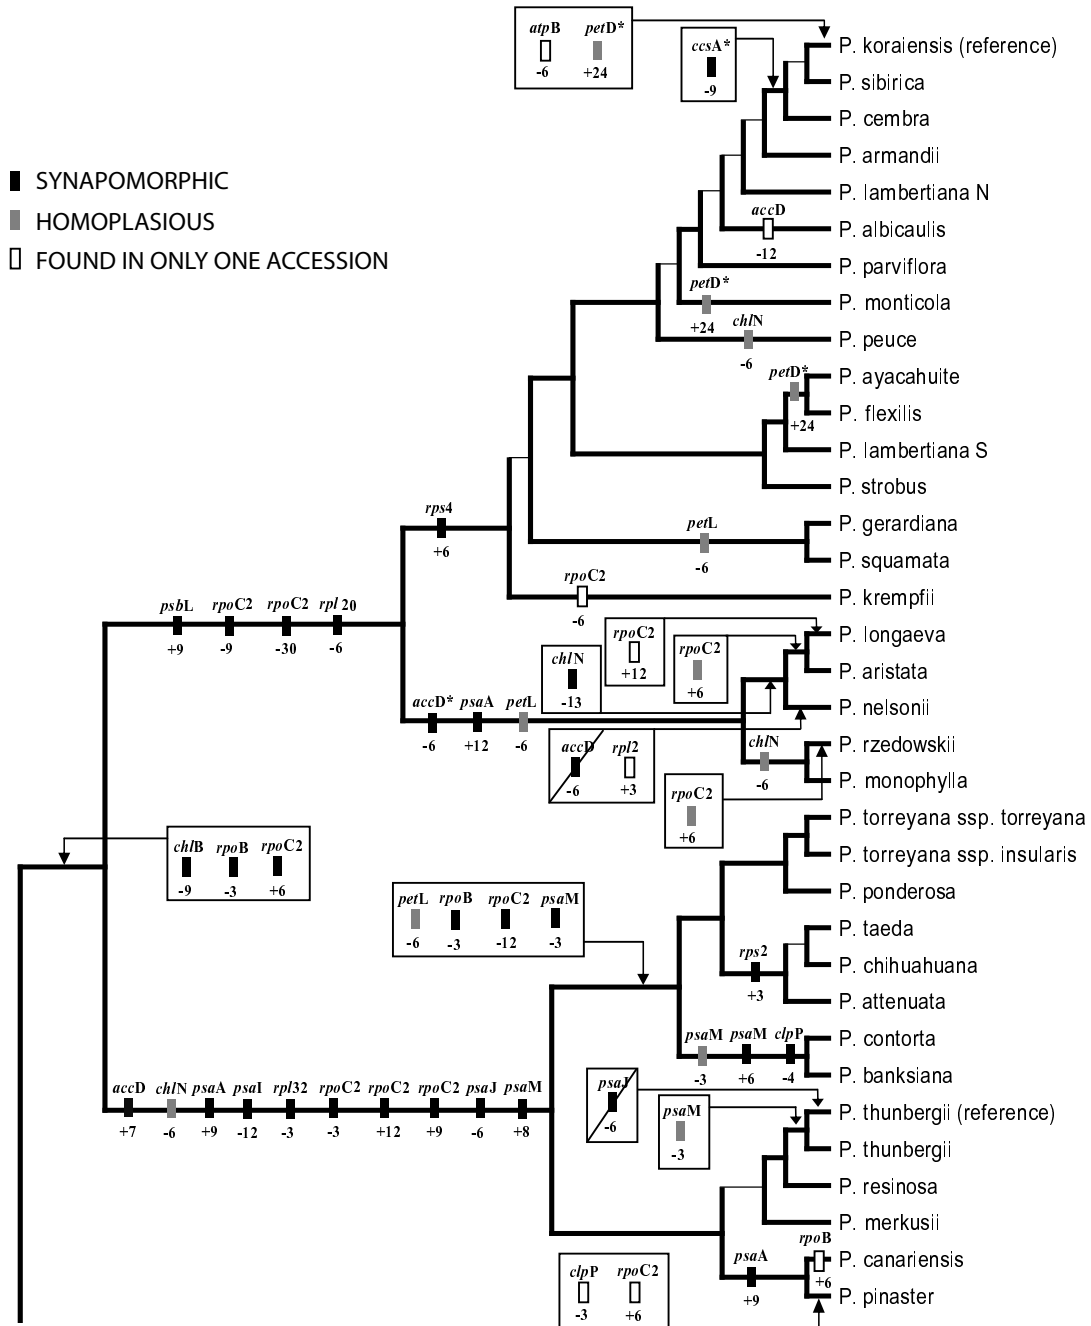 atpB petD*
-6 +24
ccsA*
-9
P. koraiensis (reference)
P. sibirica
P. cembra
P. armandii
SYNAPOMORPHIC
HOMOPLASIOUS
FOUND IN ONLY ONE ACCESSION
P. lambertiana N
accD
-12
P. albicaulis
P. parviflora
petD*
+24
P. monticola
chlN
-6
P. peuce
petD*
+24
P. ayacahuite
P. flexilis
P. lambertiana S
P. strobus
rps4
+6
petL
-6
P. gerardiana
P. squamata
rpoC2
-6
P. krempfii
psbL rpoC2 rpoC2 rpl 20
+9 -9 -30 -6
rpoC2
+12
rpoC2
+6
chlN
-13
P. longaeva
P. aristata
P. nelsonii
accD* psaA petL
-6 +12 -6
accD rpl2
-6 +3
chlN
-6
P. rzedowskii
P. monophylla
rpoC2
+6
P. torreyana ssp. torreyana
P. torreyana ssp. insularis
P. ponderosa
chlB rpoB rpoC2
-9 -3 +6
petL rpoB rpoC2 psaM
-6 -3 -12 -3
P. taeda
rps2
+3
P. chihuahuana
P. attenuata
psaM psaM clpP
-3 +6 -4
P. contorta
P. banksiana
accD chlN psaA psaI rpl32 rpoC2 rpoC2 rpoC2 psaJ psaM
+7 -6 +9 -12 -3 -3 +12 +9 -6 +8
psaJ
-6
psaM
-3
P. thunbergii (reference)
P. thunbergii
P. resinosa
P. merkusii
rpoB
+6
P. canariensis
psaA
+9
P. pinaster
clpP rpoC2
-3 +6